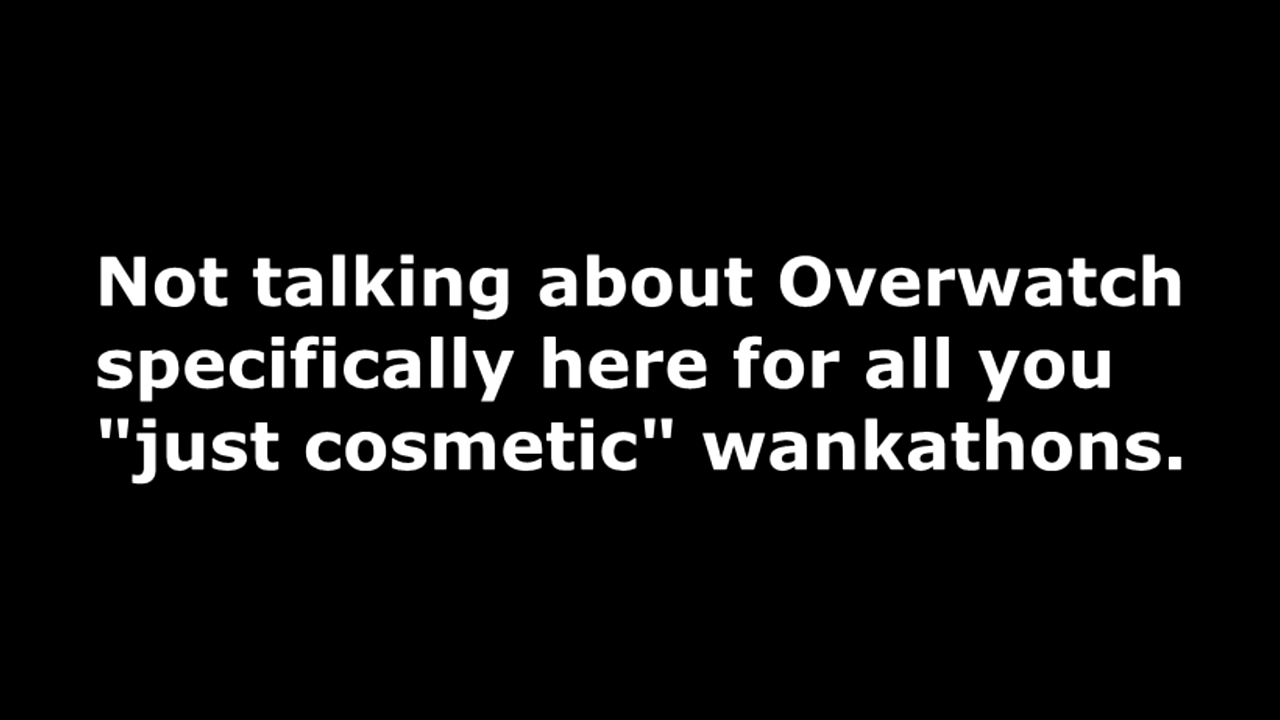 Not talking about Overwatch
specifically here for all you
"just cosmetic" wankathons.